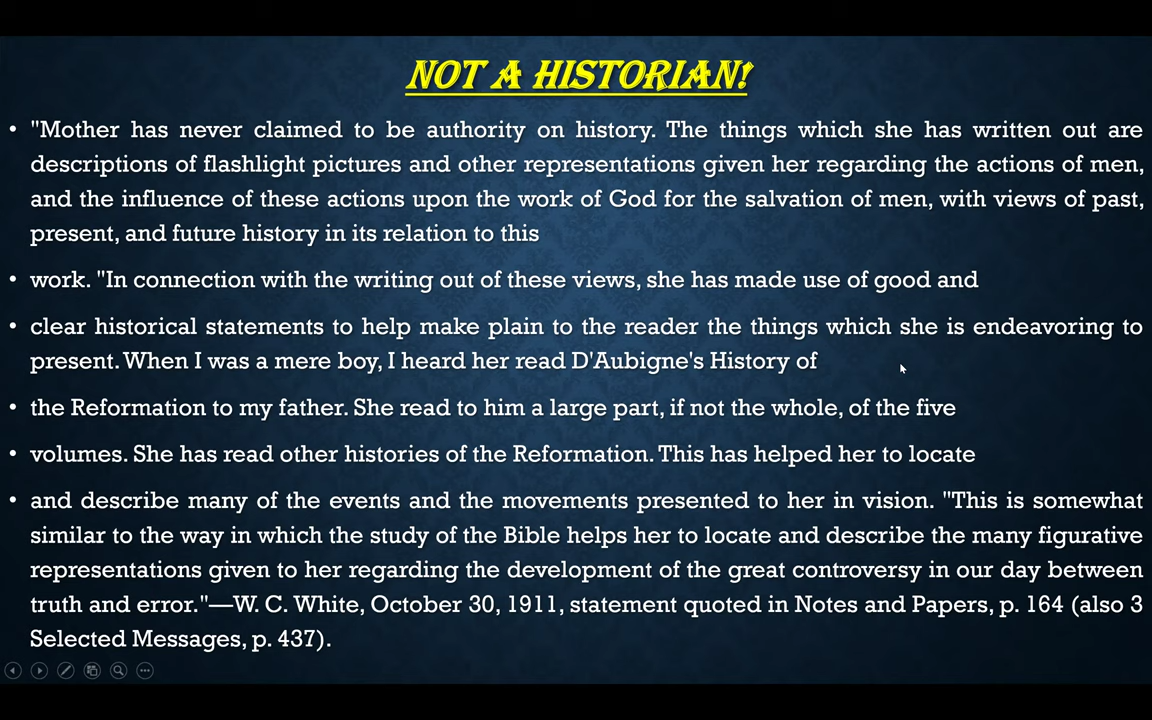 NOT A HISTORIAN!
• "Mother has never claimed to be authority on history. The things which she has written out are
descriptions of flashlight pictures and other representations given her regarding the actions of men,
and the influence of these actions upon the work of God for the salvation of men, with views of past,
present, and future history in its relation to this
• work. "In connection with the writing out of these views, she has made use of good and
• clear historical statements to help make plain to the reader the things which she is endeavoring to
present. When I was a mere boy, I heard her read D'Aubigne's History of
• the Reformation to my father. She read to him a large part, if not the whole, of the five
• volumes. She has read other histories of the Reformation. This has helped her to locate
• and describe many of the events and the movements presented to her in vision. "This is somewhat
similar to the way in which the study of the Bible helps her to locate and describe the many figurative
representations given to her regarding the development of the great controversy in our day between
truth and error."—W. C. White, October 30, 1911, statement quoted in Notes and Papers, p. 164 (also 3
Selected Messages, p. 437).